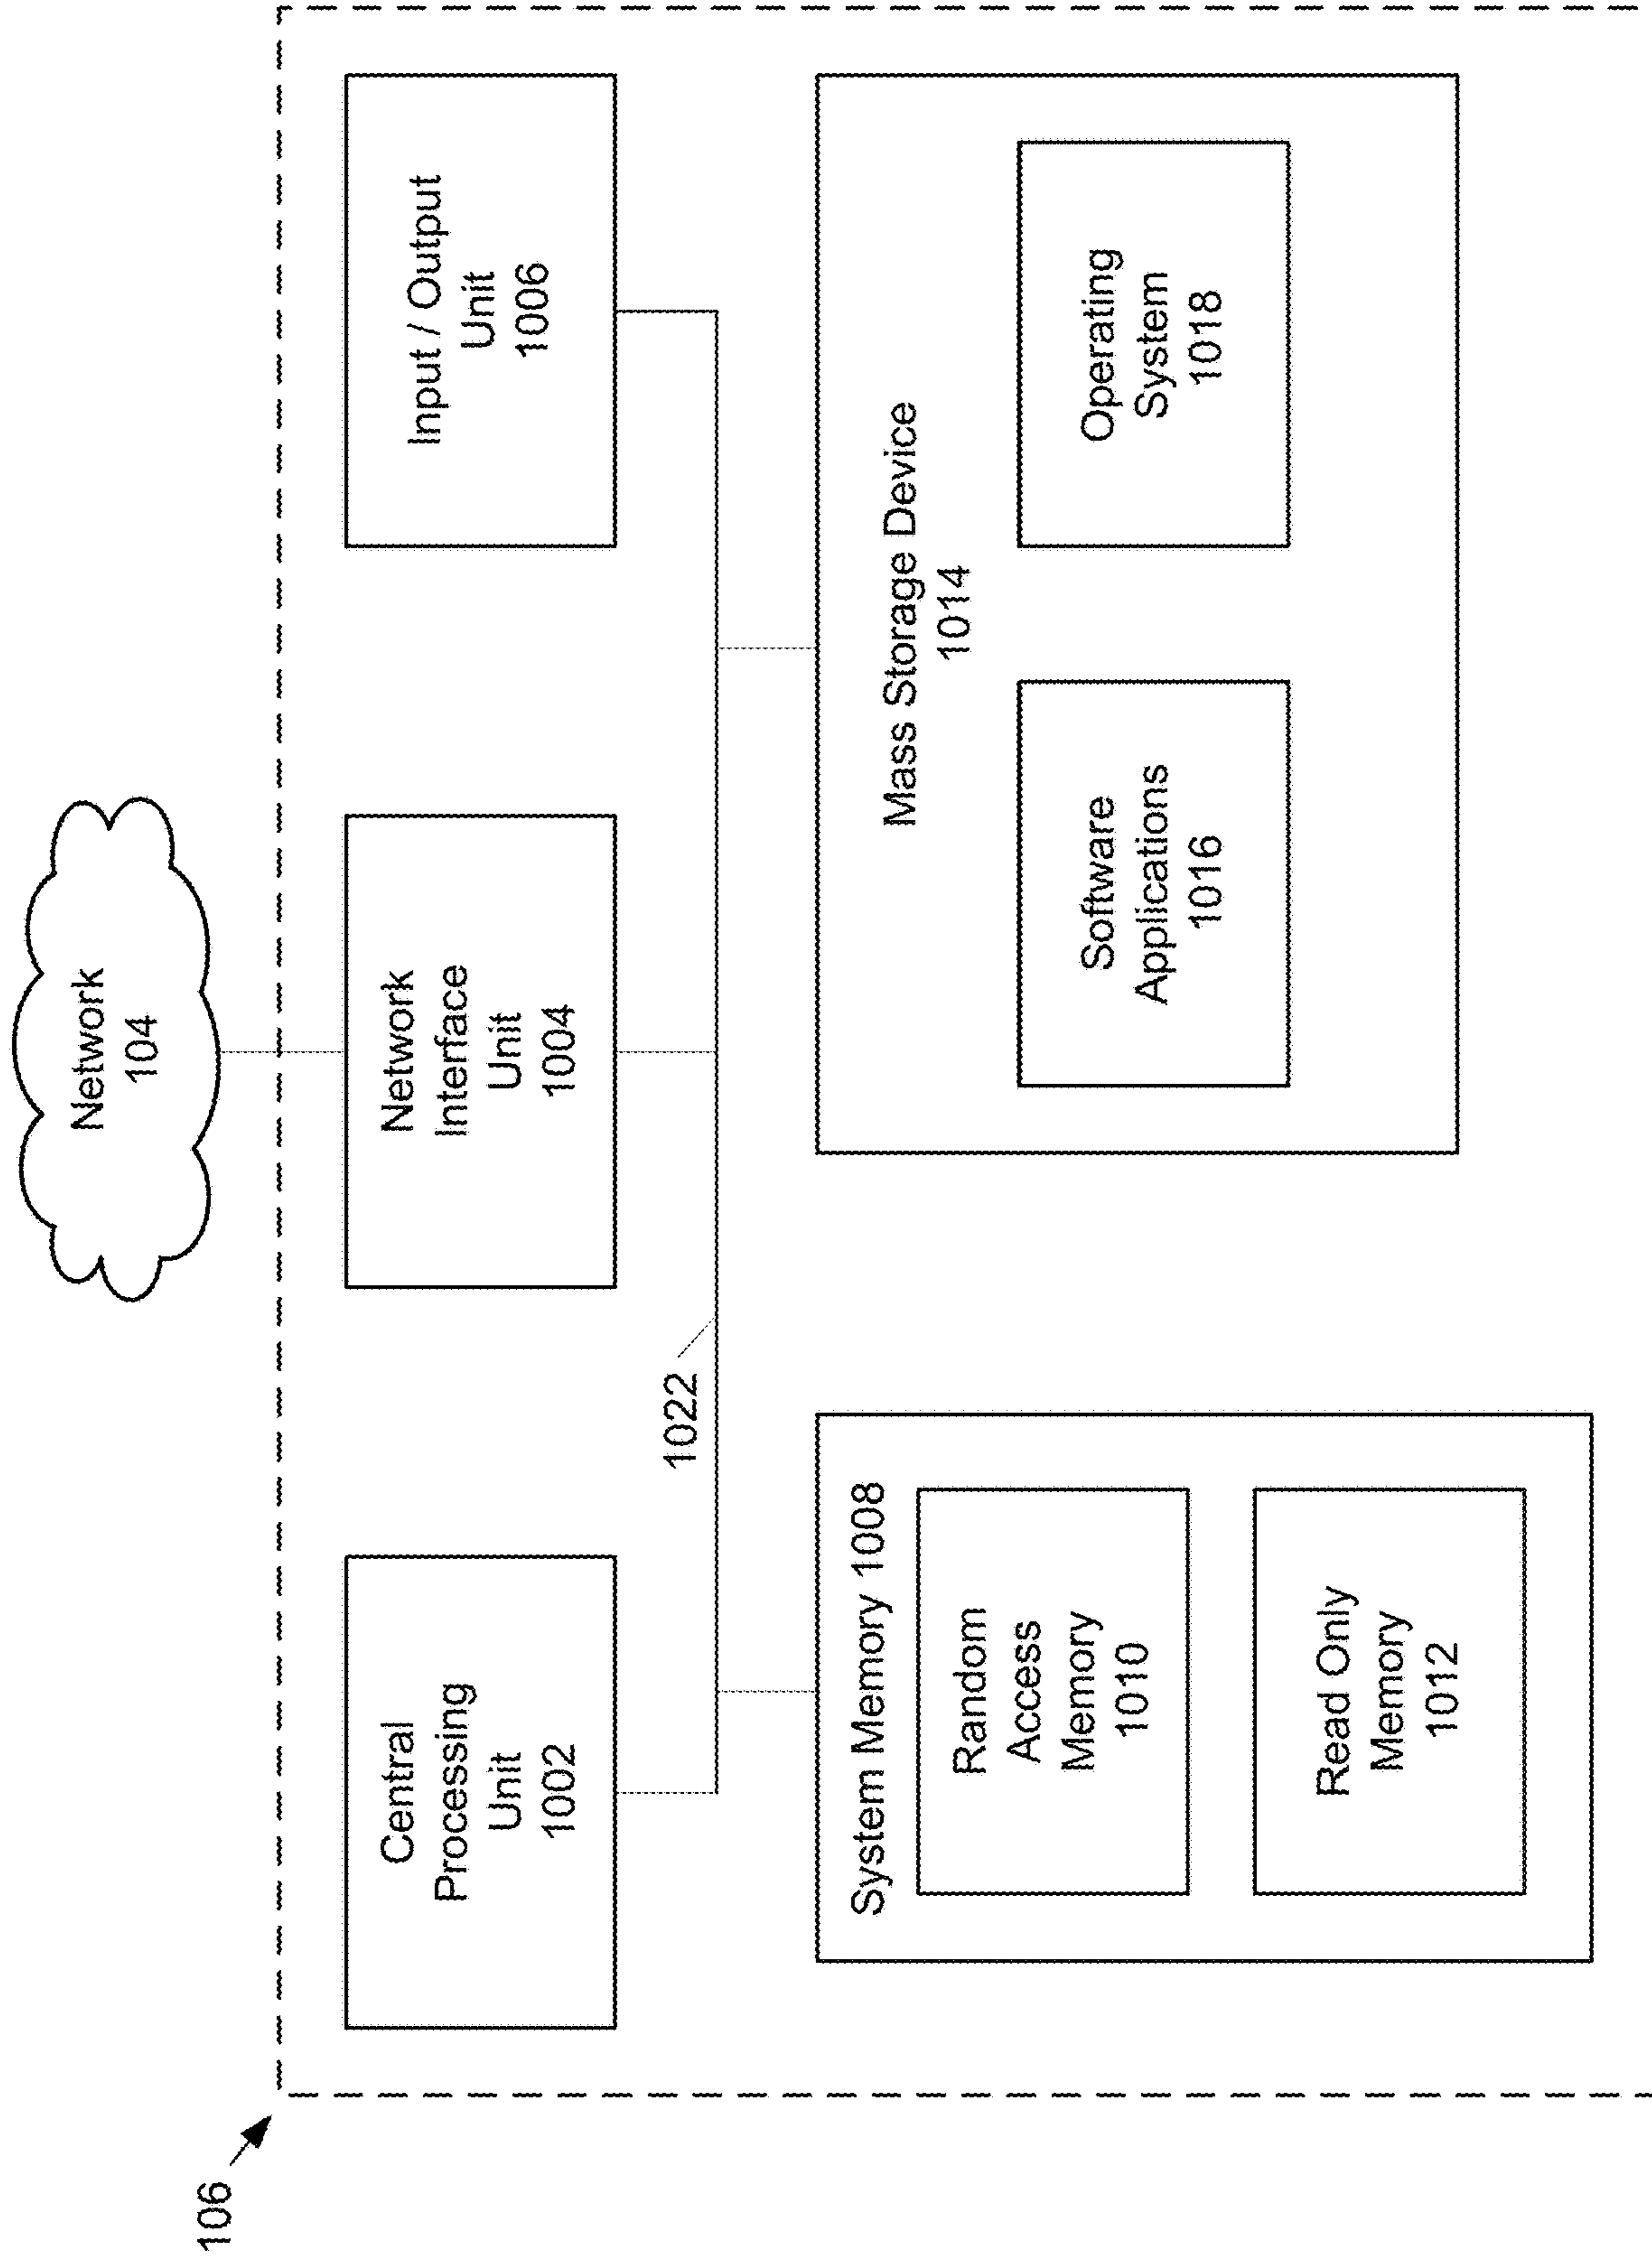 106
Network
104
Central
Processing
Unit
1002
Network
Interface
Unit
1004
Input / Output
Unit
1006
1022
System Memory 1008
Random
Access
Memory
1010
Read Only
Memory
1012
Mass Storage Device
1014
Software
Applications
1016
Operating
System
1018